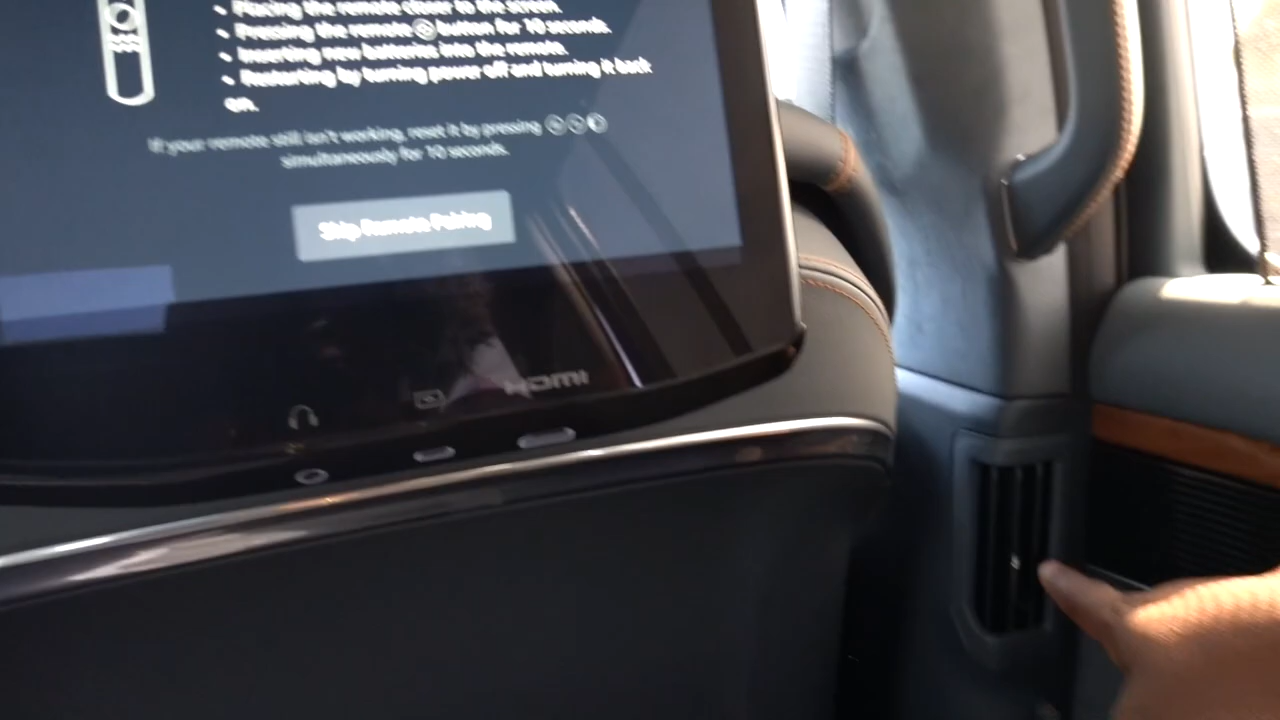 • Placing the remote closer to the screen.
• Pressing the remote button for 10 seconds.
• Inserting new batteries into the remote.
• Restarting by turning power off and turning it back
on.
If your remote still isn't working, reset it by pressing
simultaneously for 10 seconds.
Skip Remote Pairing
HDMI